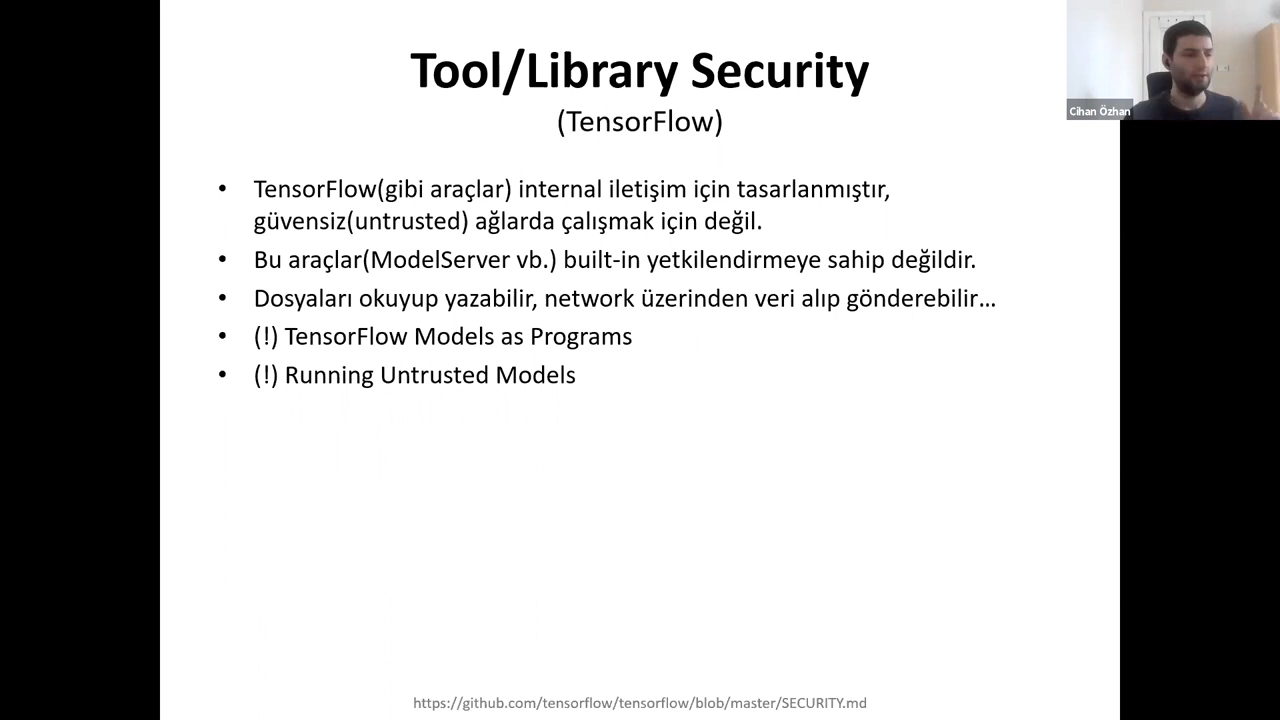 Tool/Library Security
(TensorFlow)
Cihan Özhan
• TensorFlow(gibi araçlar) internal iletişim için tasarlanmıştır,
güvensiz(untrusted) ağlarda çalışmak için değil.
• Bu araçlar(ModelServer vb.) built-in yetkilendirmeye sahip değildir.
• Dosyaları okuyup yazabilir, network üzerinden veri alıp gönderebilir…
• (!) TensorFlow Models as Programs
• (!) Running Untrusted Models
https://github.com/tensorflow/tensorflow/blob/master/SECURITY.md